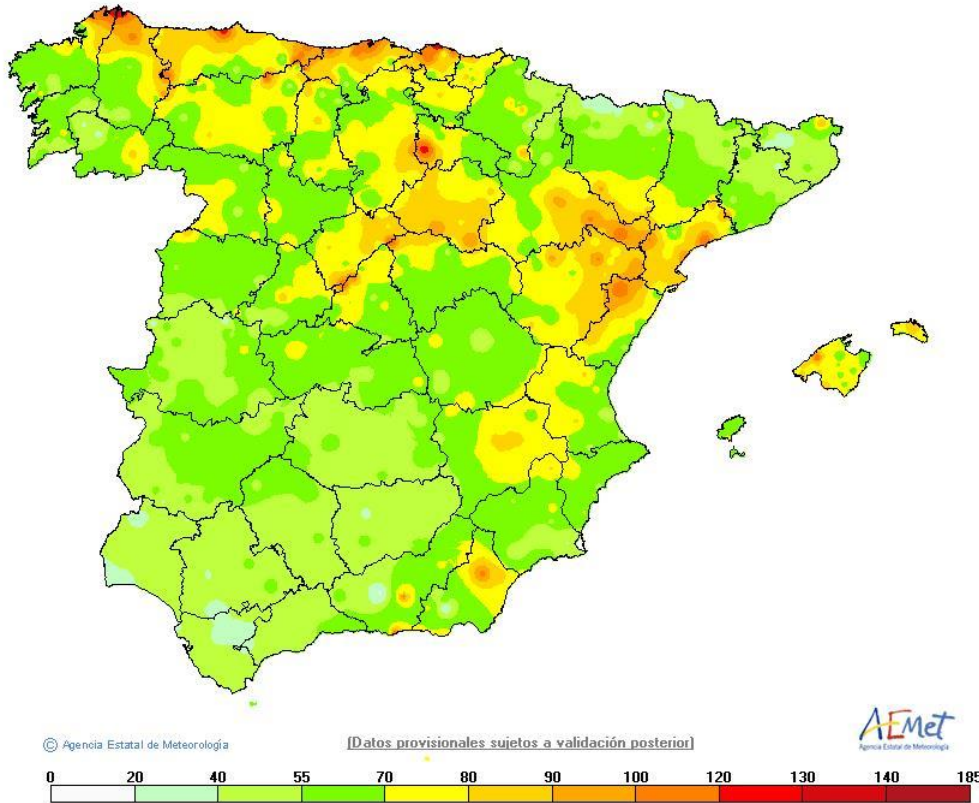 © Agencia Estatal de Meteorología
(Datos provisionales sujetos a validación posterior)
AEMet
Agencia Estatal de Meteorología
0 20 40 55 70 80 90 100 120 130 140 185